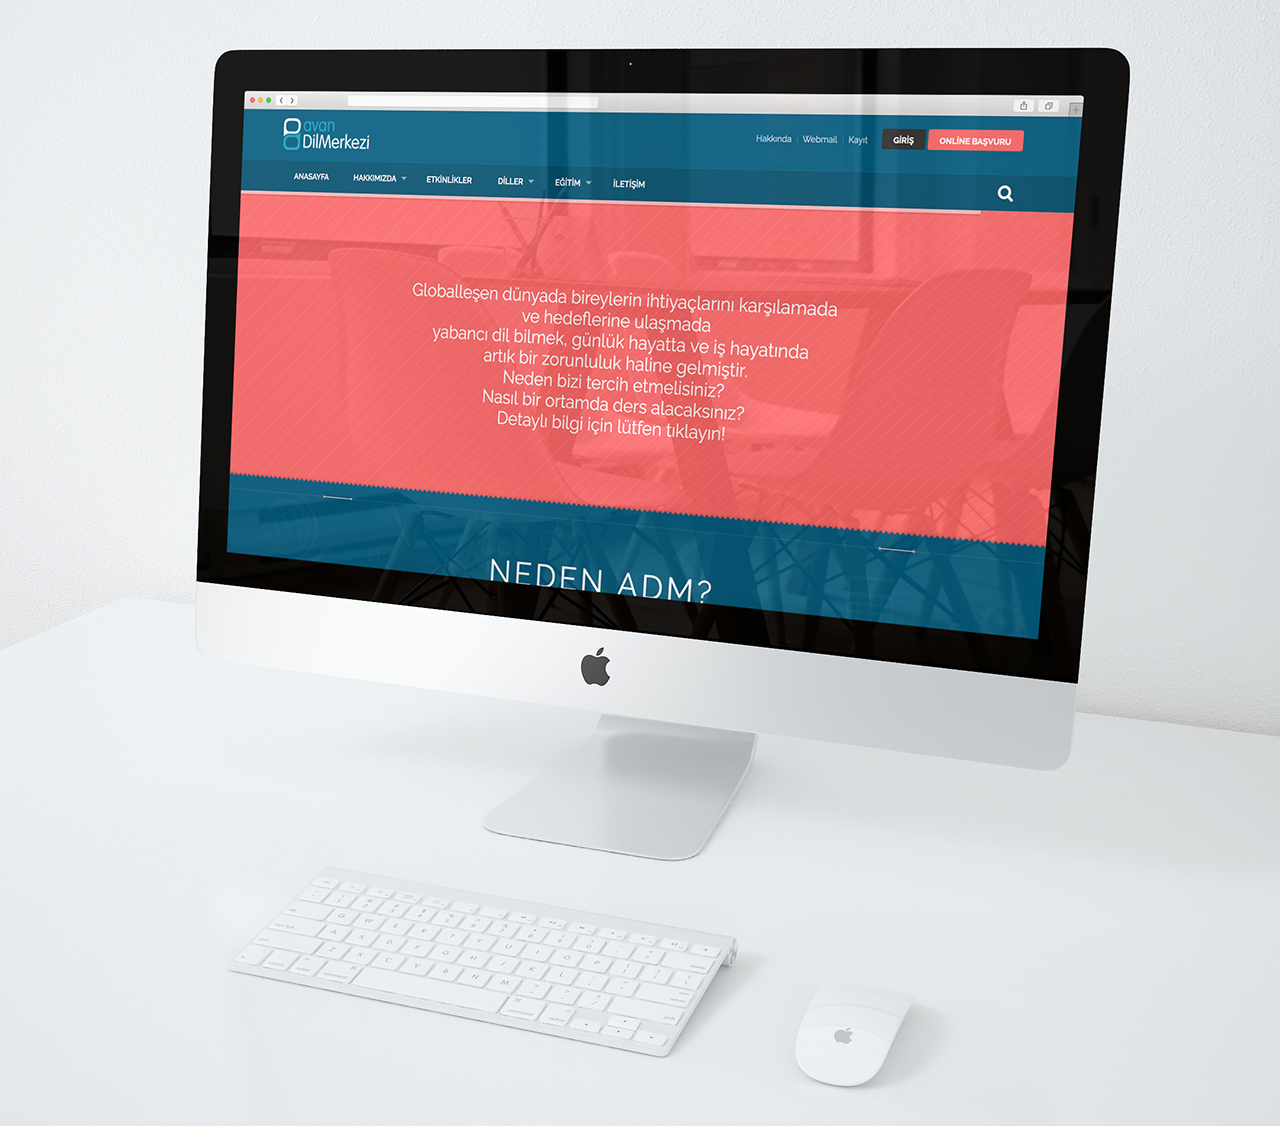 avan
DilMerkezi
Hakkında Webmail Kayıt GİRİŞ ONLİNE BAŞVURU
ANASAYFA HAKKIMIZDA ETKİNLİKLER DİLLER EĞİTİM İLETİŞİM
Globalleşen dünyada bireylerin ihtiyaçlarını karşılamada
ve hedeflerine ulaşmada
yabancı dil bilmek, günlük hayatta ve iş hayatında
artık bir zorunluluk haline gelmiştir.
Neden bizi tercih etmelisiniz?
Nasıl bir ortamda ders alacaksınız?
Detaylı bilgi için lütfen tıklayın!
NEDEN ADM?
Q W E R T Y U I O P
A S D F G H J K L
Z X C V B N M
command command